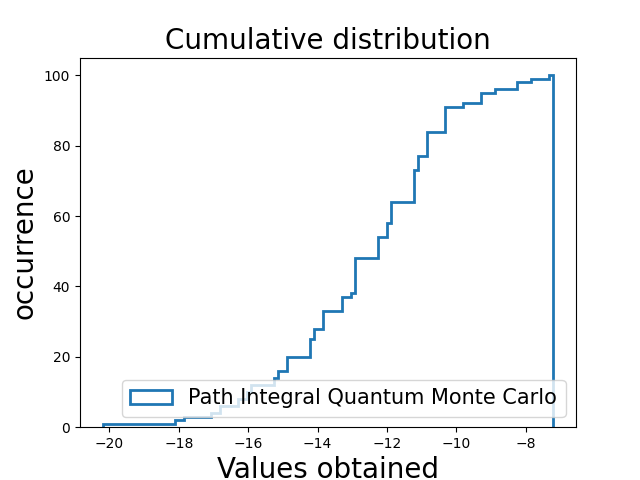 Cumulative distribution
100
80
60
40
20
0
occurrence
Path Integral Quantum Monte Carlo
−20 −18 −16 −14 −12 −10 −8
Values obtained